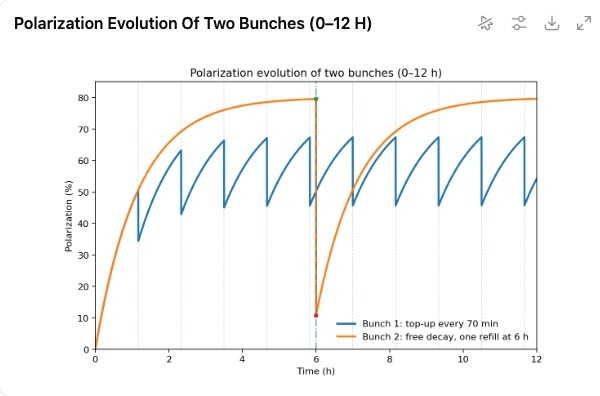 Polarization Evolution Of Two Bunches (0–12 H)
Polarization evolution of two bunches (0–12 h)
80
70
60
50
40
30
20
10
0
Polarization (%)
0 2 4 6 8 10 12
Time (h)
Bunch 1: top-up every 70 min
Bunch 2: free decay, one refill at 6 h